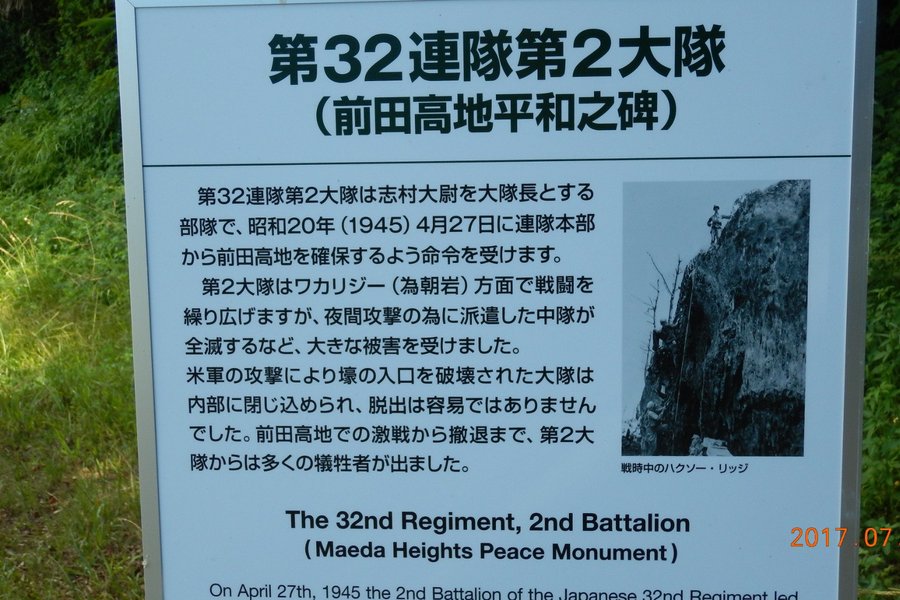 第32連隊第2大隊
（前田高地平和之碑）
第32連隊第2大隊は志村大尉を大隊長とする
部隊で、昭和20年（1945）4月27日に連隊本部
から前田高地を確保するよう命令を受けます。
第2大隊はワカリジー（為朝岩）方面で戦闘を
繰り広げますが、夜間攻撃の為に派遣した中隊が
全滅するなど、大きな被害を受けました。
米軍の攻撃により壕の入口を破壊された大隊は
内部に閉じ込められ、脱出は容易ではありません
でした。前田高地での激戦から撤退まで、第2大
隊からは多くの犠牲者が出ました。
戦時中のハクソー・リッジ
The 32nd Regiment, 2nd Battalion
(Maeda Heights Peace Monument)
On April 27th, 1945 the 2nd Battalion of the Japanese 32nd Regiment led
2017.07